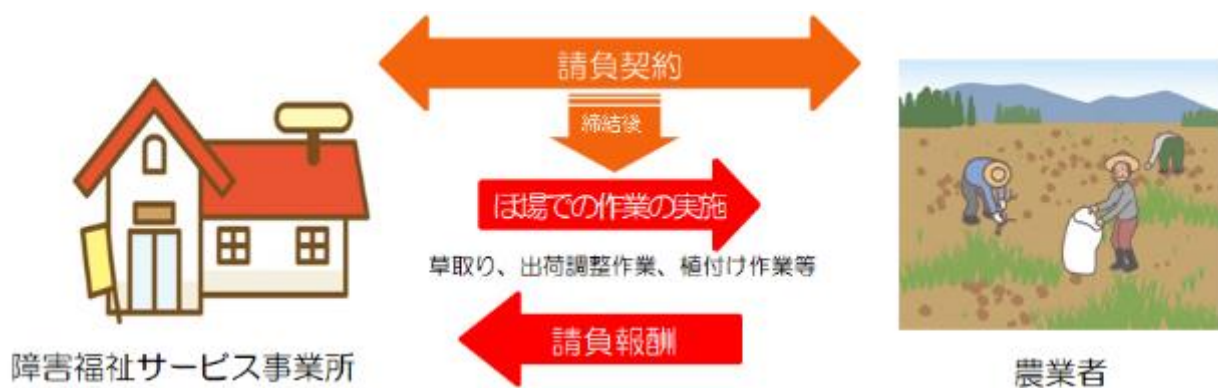 請負契約
締結後
ほ場での作業の実施
草取り、出荷調整作業、植付け作業等
請負報酬
障害福祉サービス事業所
農業者